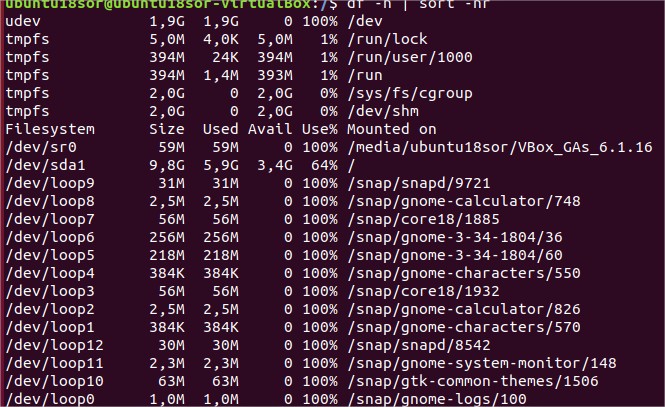 ubuntu18sor@ubuntu18sor-VirtualBox:/$ df -h | sort -hr
udev 1,9G 1,9G 0 100% /dev
tmpfs 5,0M 4,0K 5,0M 1% /run/lock
tmpfs 394M 24K 394M 1% /run/user/1000
tmpfs 394M 1,4M 393M 1% /run
tmpfs 2,0G 0 2,0G 0% /sys/fs/cgroup
tmpfs 2,0G 0 2,0G 0% /dev/shm
Filesystem Size Used Avail Use% Mounted on
/dev/sr0 59M 59M 0 100% /media/ubuntu18sor/VBox_GAs_6.1.16
/dev/sda1 9,8G 5,9G 3,4G 64% /
/dev/loop9 31M 31M 0 100% /snap/snapd/9721
/dev/loop8 2,5M 2,5M 0 100% /snap/gnome-calculator/748
/dev/loop7 56M 56M 0 100% /snap/core18/1885
/dev/loop6 256M 256M 0 100% /snap/gnome-3-34-1804/36
/dev/loop5 218M 218M 0 100% /snap/gnome-3-34-1804/60
/dev/loop4 384K 384K 0 100% /snap/gnome-characters/550
/dev/loop3 56M 56M 0 100% /snap/core18/1932
/dev/loop2 2,5M 2,5M 0 100% /snap/gnome-calculator/826
/dev/loop1 384K 384K 0 100% /snap/gnome-characters/570
/dev/loop12 30M 30M 0 100% /snap/snapd/8542
/dev/loop11 2,3M 2,3M 0 100% /snap/gnome-system-monitor/148
/dev/loop10 63M 63M 0 100% /snap/gtk-common-themes/1506
/dev/loop0 1,0M 1,0M 0 100% /snap/gnome-logs/100